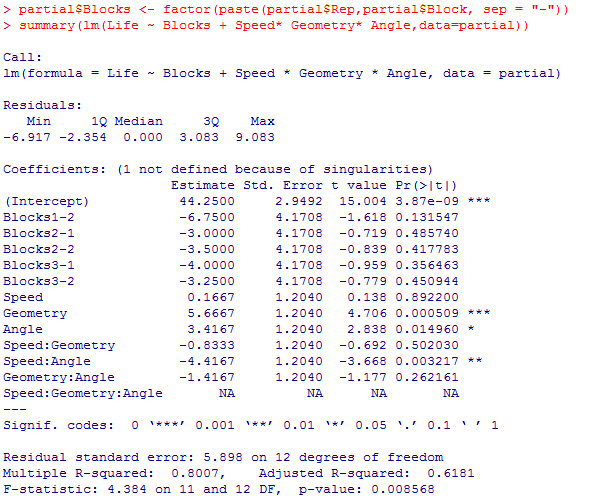 > partial$Blocks <- factor(paste(partial$Rep,partial$Block, sep = "-"))
> summary(lm(Life ~ Blocks + Speed* Geometry* Angle,data=partial))
Call:
lm(formula = Life ~ Blocks + Speed * Geometry * Angle, data = partial)
Residuals:
Min 1Q Median 3Q Max
-6.917 -2.354 0.000 3.083 9.083
Coefficients: (1 not defined because of singularities)
Estimate Std. Error t value Pr(>|t|)
(Intercept) 44.2500 2.9492 15.004 3.87e-09 ***
Blocks1-2 -6.7500 4.1708 -1.618 0.131547
Blocks2-1 -3.0000 4.1708 -0.719 0.485740
Blocks2-2 -3.5000 4.1708 -0.839 0.417783
Blocks3-1 -4.0000 4.1708 -0.959 0.356463
Blocks3-2 -3.2500 4.1708 -0.779 0.450944
Speed 0.1667 1.2040 0.138 0.892200
Geometry 5.6667 1.2040 4.706 0.000509 ***
Angle 3.4167 1.2040 2.838 0.014960 *
Speed:Geometry -0.8333 1.2040 -0.692 0.502030
Speed:Angle -4.4167 1.2040 -3.668 0.003217 **
Geometry:Angle -1.4167 1.2040 -1.177 0.262161
Speed:Geometry:Angle NA NA NA NA
---
Signif. codes: 0 ‘***’ 0.001 ‘**’ 0.01 ‘*’ 0.05 ‘.’ 0.1 ‘ ’ 1
Residual standard error: 5.898 on 12 degrees of freedom
Multiple R-squared: 0.8007, Adjusted R-squared: 0.6181
F-statistic: 4.384 on 11 and 12 DF, p-value: 0.008568